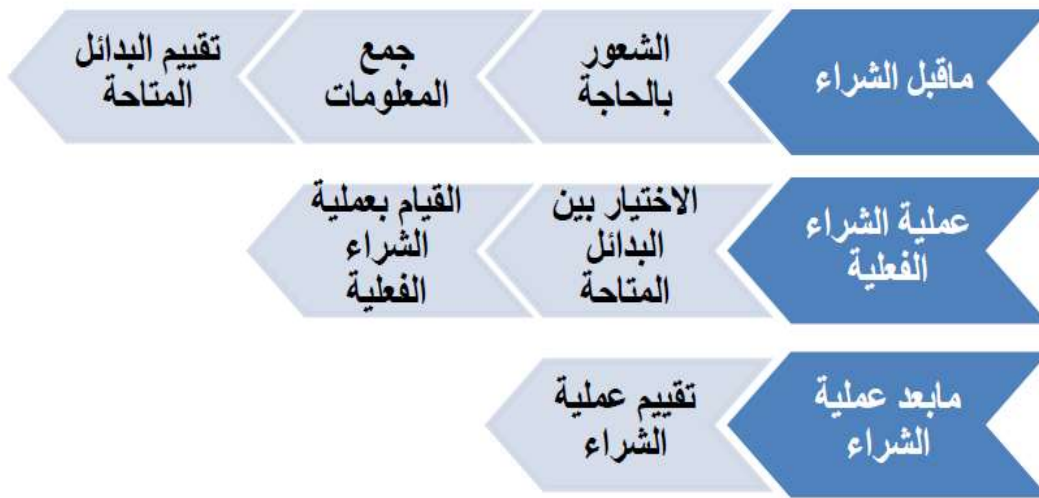 ماقبل الشراء
الشعور
بالحاجة
جمع
المعلومات
تقييم البدائل
المتاحة
عملية الشراء
الفعلية
الاختيار بين
البدائل
المتاحة
القيام بعملية
الشراء
الفعلية
مابعد عملية
الشراء
تقييم عملية
الشراء